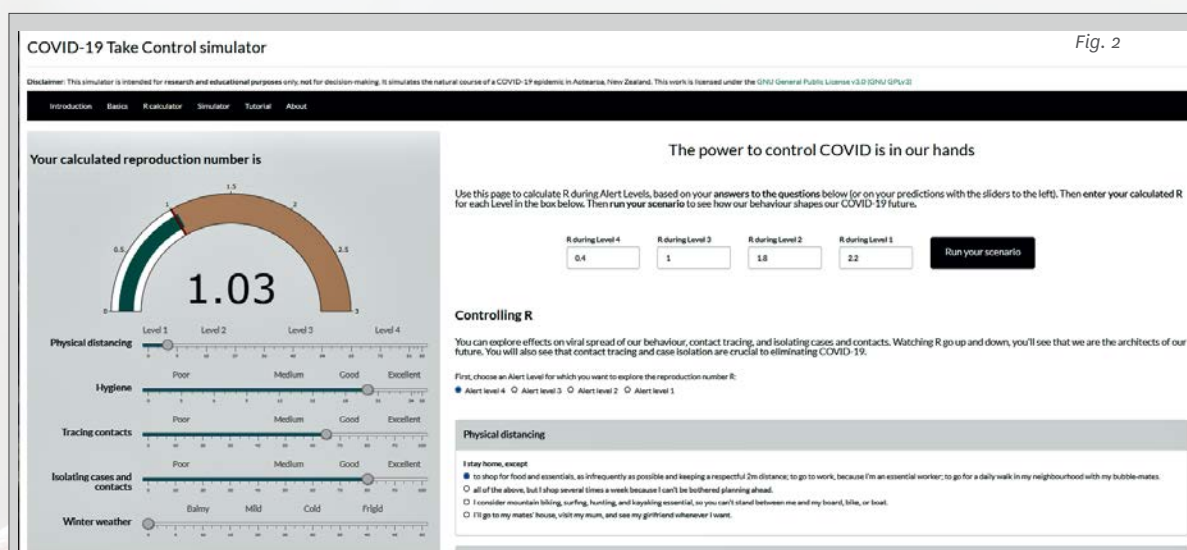 COVID-19 Take Control simulator
Fig. 2
Disclaimer: This simulator is intended for research and educational purposes only, not for decision-making. It simulates the natural course of a COVID-19 epidemic in Aotearoa, New Zealand. This work is licensed under the GNU General Public License v3.0 (GNU GPLv3)
Introduction Basics R calculator Simulator Tutorial About
Your calculated reproduction number is
0 0.5 1 1.5 2 2.5 3
1.03
Level 1 Level 2 Level 3 Level 4
Physical distancing
Poor Medium Good Excellent
Hygiene
Poor Medium Good Excellent
Tracing contacts
Poor Medium Good Excellent
Isolating cases and
contacts
Balmy Mild Cold Frigid
Winter weather
The power to control COVID is in our hands
Use this page to calculate R during Alert Levels, based on your answers to the questions below (or on your predictions with the sliders to the left). Then enter your calculated R
for each Level in the box below. Then run your scenario to see how our behaviour shapes our COVID-19 future.
R during Level 4 R during Level 3 R during Level 2 R during Level 1
0.4 1 1.8 2.2 Run your scenario
Controlling R
You can explore effects on viral spread of our behaviour, contact tracing, and isolating cases and contacts. Watching R go up and down, you'll see that we are the architects of our
future. You will also see that contact tracing and case isolation are crucial to eliminating COVID-19.
First, choose an Alert Level for which you want to explore the reproduction number R:
Alert level 4 Alert level 3 Alert level 2 Alert level 1
Physical distancing
I stay home, except
to shop for food and essentials, as infrequently as possible and keeping a respectful 2m distance; to go to work, because I'm an essential worker; to go for a daily walk in my neighbourhood with my bubble-mates.
all of the above, but I shop several times a week because I can't be bothered planning ahead.
I consider mountain biking, surfing, hunting, and kayaking essential, so you can't stand between me and my board, bike, or boat.
I'll go to my mates' house, visit my mum, and see my girlfriend whenever I want.